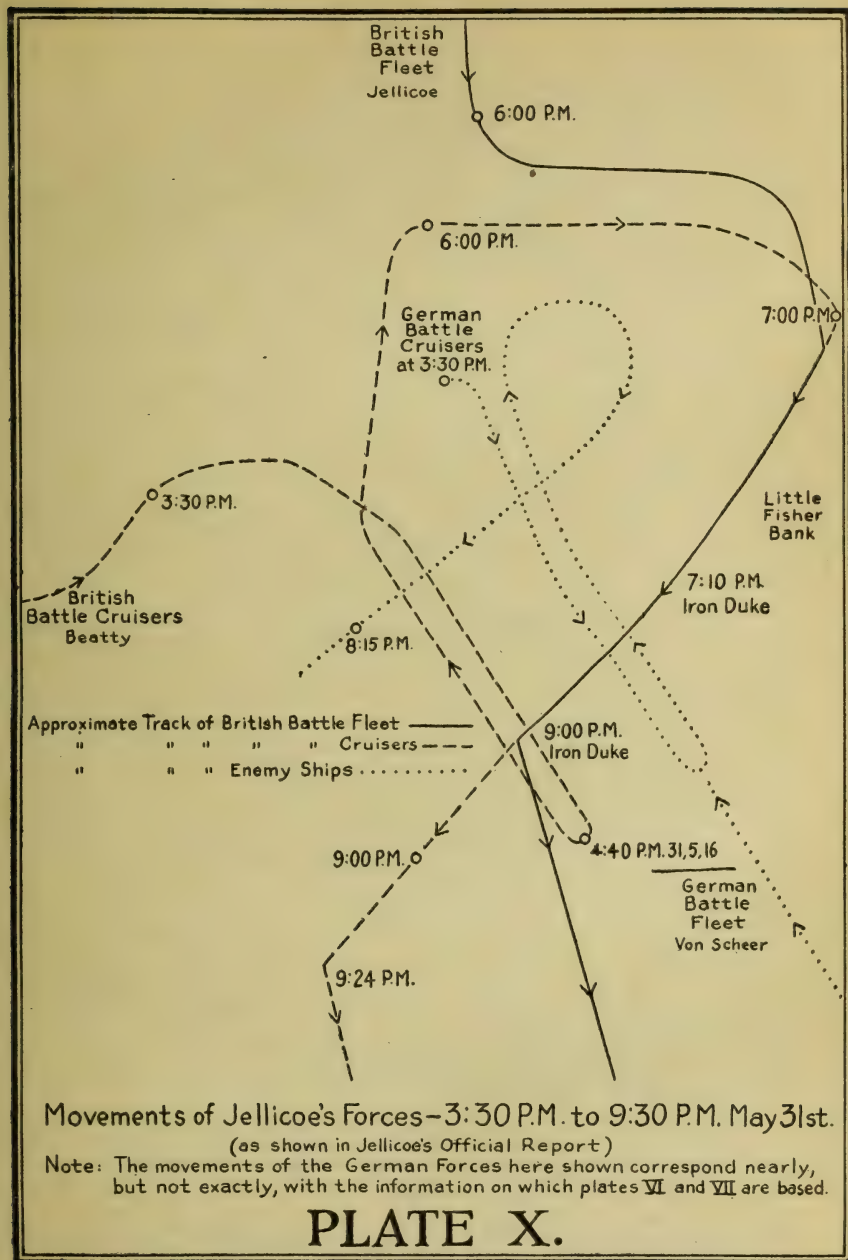 British
Battle
Fleet
Jellicoe
6:00 P.M.
6:00 P.M.
7:00 P.M.
German
Battle
Cruisers
at 3:30 P.M.
3:30 P.M.
Little
Fisher
Bank
7:10 P.M.
Iron Duke
British
Battle Cruisers
Beatty
8:15 P.M.
Approximate Track of British Battle Fleet
" " " " " Cruisers
" " " Enemy Ships
9:00 P.M.
Iron Duke
4:40 P.M. 31,5,16
9:00 P.M.
German
Battle
Fleet
Von Scheer
9:24 P.M.
Movements of Jellicoe's Forces-3:30 P.M. to 9:30 P.M. May 31st.
(as shown in Jellicoe's Official Report)
Note: The movements of the German Forces here shown correspond nearly,
but not exactly, with the information on which plates VI and VII are based.
PLATE X.